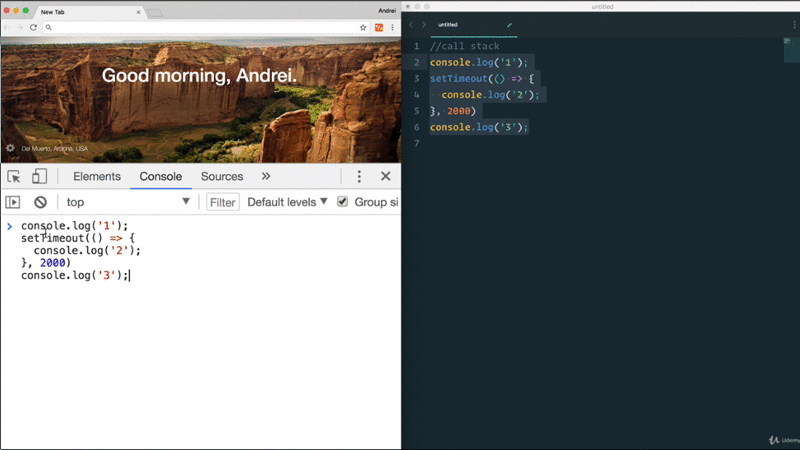 New Tab
Andrei
Good morning, Andrei.
Del Muerto, Arizona, USA
Elements Console Sources »
top Filter Default levels Group si
console.log('1');
setTimeout(() => {
console.log('2');
}, 2000)
console.log('3');
untitled
untitled
1 //call stack
2 console.log('1');
3 setTimeout(() => {
4 console.log('2');
5 }, 2000)
6 console.log('3');
7
Udemy